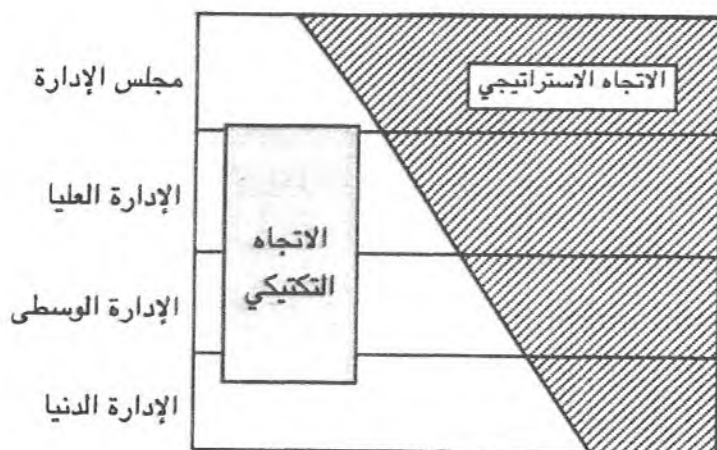 مجلس الإدارة
الاتجاه الاستراتيجي
الإدارة العليا
الاتجاه
التكتيكي
الإدارة الوسطى
الإدارة الدنيا